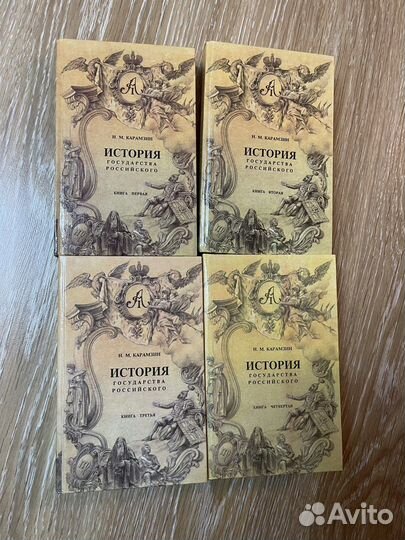 Н. М. КАРАМЗИН
ИСТОРИЯ
ГОСУДАРСТВА
РОССИЙСКОГО
КНИГА ПЕРВАЯ
Н. М. КАРАМЗИН
ИСТОРИЯ
ГОСУДАРСТВА
РОССИЙСКОГО
КНИГА ВТОРАЯ
Н. М. КАРАМЗИН
ИСТОРИЯ
ГОСУДАРСТВА
РОССИЙСКОГО
КНИГА ТРЕТЬЯ
Н. М. КАРАМЗИН
ИСТОРИЯ
ГОСУДАРСТВА
РОССИЙСКОГО
КНИГА ЧЕТВЕРТАЯ
Avito